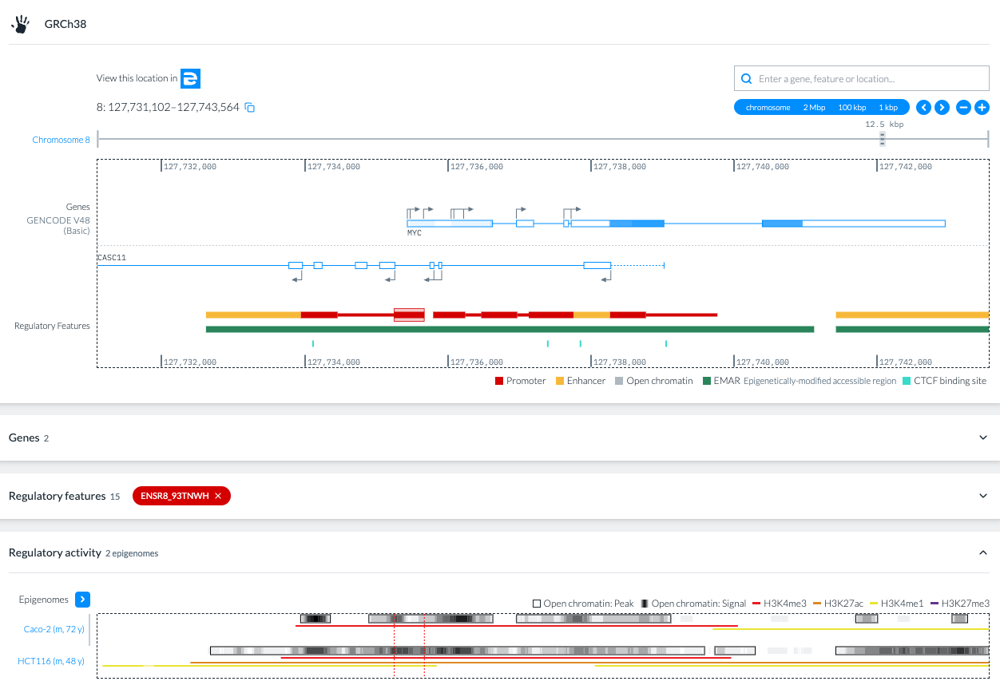 GRCh38
View this location in
Enter a gene, feature or location...
8: 127,731,102–127,743,564
chromosome 2 Mbp 100 kbp 1 kbp
12.5 kbp
Chromosome 8
127,732,000 127,734,000 127,736,000 127,738,000 127,740,000 127,742,000
Genes
GENCODE V48
(Basic)
MYC
CASC11
Regulatory Features
127,732,000 127,734,000 127,736,000 127,738,000 127,740,000 127,742,000
Promoter Enhancer Open chromatin EMAR Epigenetically-modified accessible region CTCF binding site
Genes 2
Regulatory features 15 ENSR8_93TNWH
Regulatory activity 2 epigenomes
Epigenomes
Open chromatin: Peak Open chromatin: Signal H3K4me3 H3K27ac H3K4me1 H3K27me3
Caco-2 (m, 72 y)
HCT116 (m, 48 y)